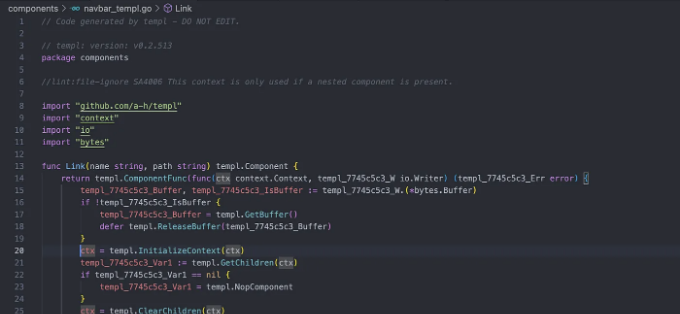 components > navbar_templ.go > Link
1 // Code generated by templ - DO NOT EDIT.
2
3 // templ: version: v0.2.513
4 package components
5
6 //lint:file-ignore SA4006 This context is only used if a nested component is present.
7
8 import "github.com/a-h/templ"
9 import "context"
10 import "io"
11 import "bytes"
12
13 func Link(name string, path string) templ.Component {
14 return templ.ComponentFunc(func(ctx context.Context, templ_7745c5c3_W io.Writer) (templ_7745c5c3_Err error) {
15 templ_7745c5c3_Buffer, templ_7745c5c3_IsBuffer := templ_7745c5c3_W.(*bytes.Buffer)
16 if !templ_7745c5c3_IsBuffer {
17 templ_7745c5c3_Buffer = templ.GetBuffer()
18 defer templ.ReleaseBuffer(templ_7745c5c3_Buffer)
19 }
20 ctx = templ.InitializeContext(ctx)
21 templ_7745c5c3_Var1 := templ.GetChildren(ctx)
22 if templ_7745c5c3_Var1 == nil {
23 templ_7745c5c3_Var1 = templ.NopComponent
24 }
25 ctx = templ.ClearChildren(ctx)